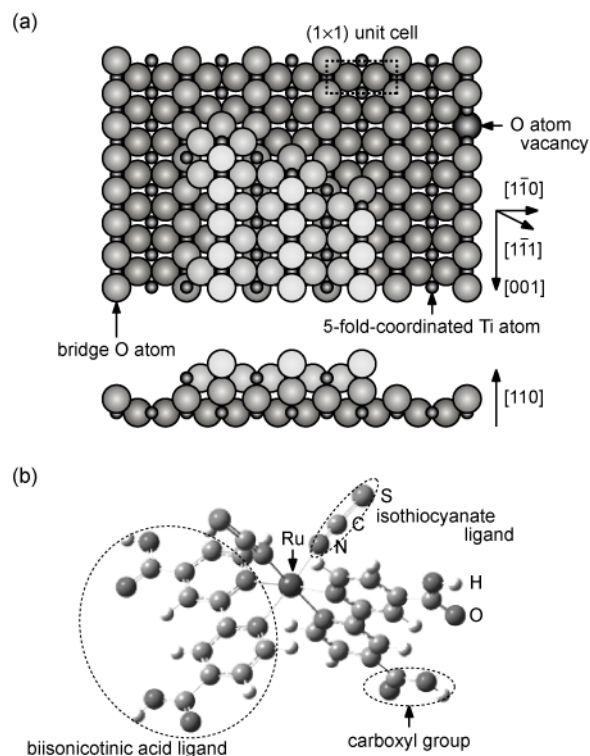 (a)
(1×1) unit cell
O atom
vacancy
[11̄0]
[11̄1]
[001]
5-fold-coordinated Ti atom
bridge O atom
[110]
(b)
S
C
N
isothiocyanate
ligand
Ru
H
O
biisonicotinic acid ligand
carboxyl group